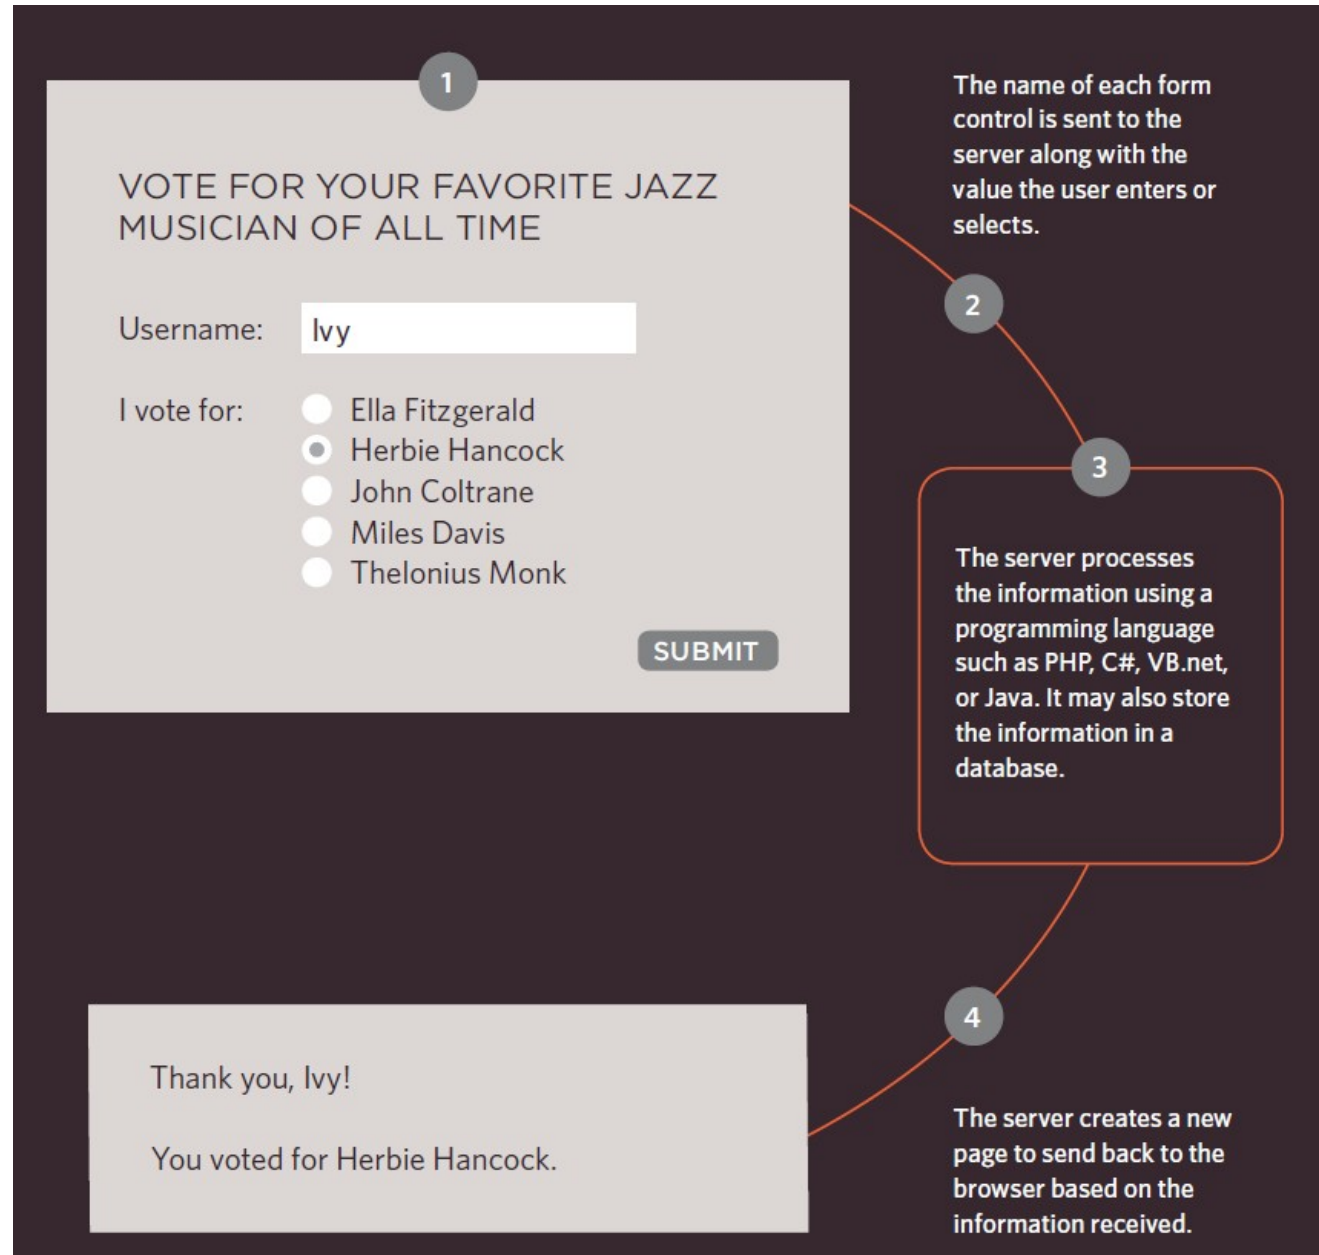 1
VOTE FOR YOUR FAVORITE JAZZ
MUSICIAN OF ALL TIME
Username:
Ivy
I vote for:
Ella Fitzgerald
Herbie Hancock
John Coltrane
Miles Davis
Thelonius Monk
SUBMIT
The name of each form
control is sent to the
server along with the
value the user enters or
selects.
2
3
The server processes
the information using a
programming language
such as PHP, C#, VB.net,
or Java. It may also store
the information in a
database.
4
Thank you, Ivy!
You voted for Herbie Hancock.
The server creates a new
page to send back to the
browser based on the
information received.